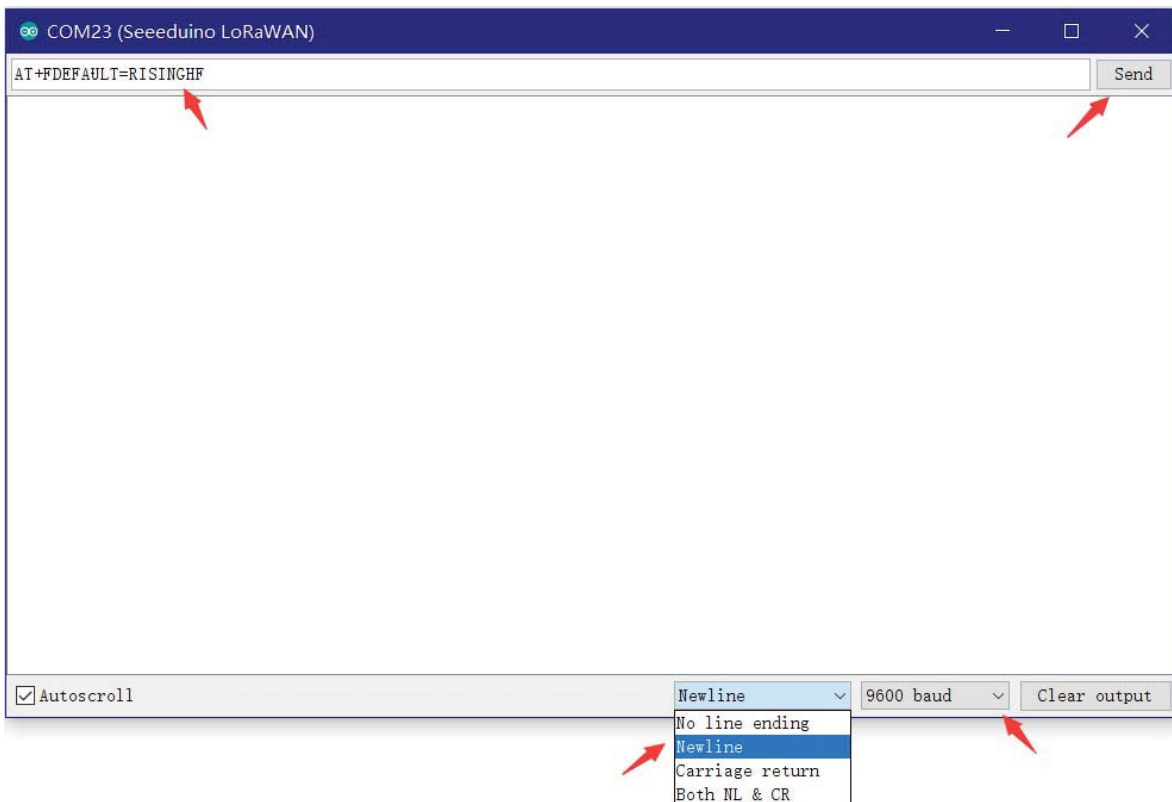 COM23 (Seeeduino LoRaWAN)
AT+FDEFAULT=RISINGHF
Send
Autoscroll
Newline
9600 baud
Clear output
No line ending
Newline
Carriage return
Both NL & CR